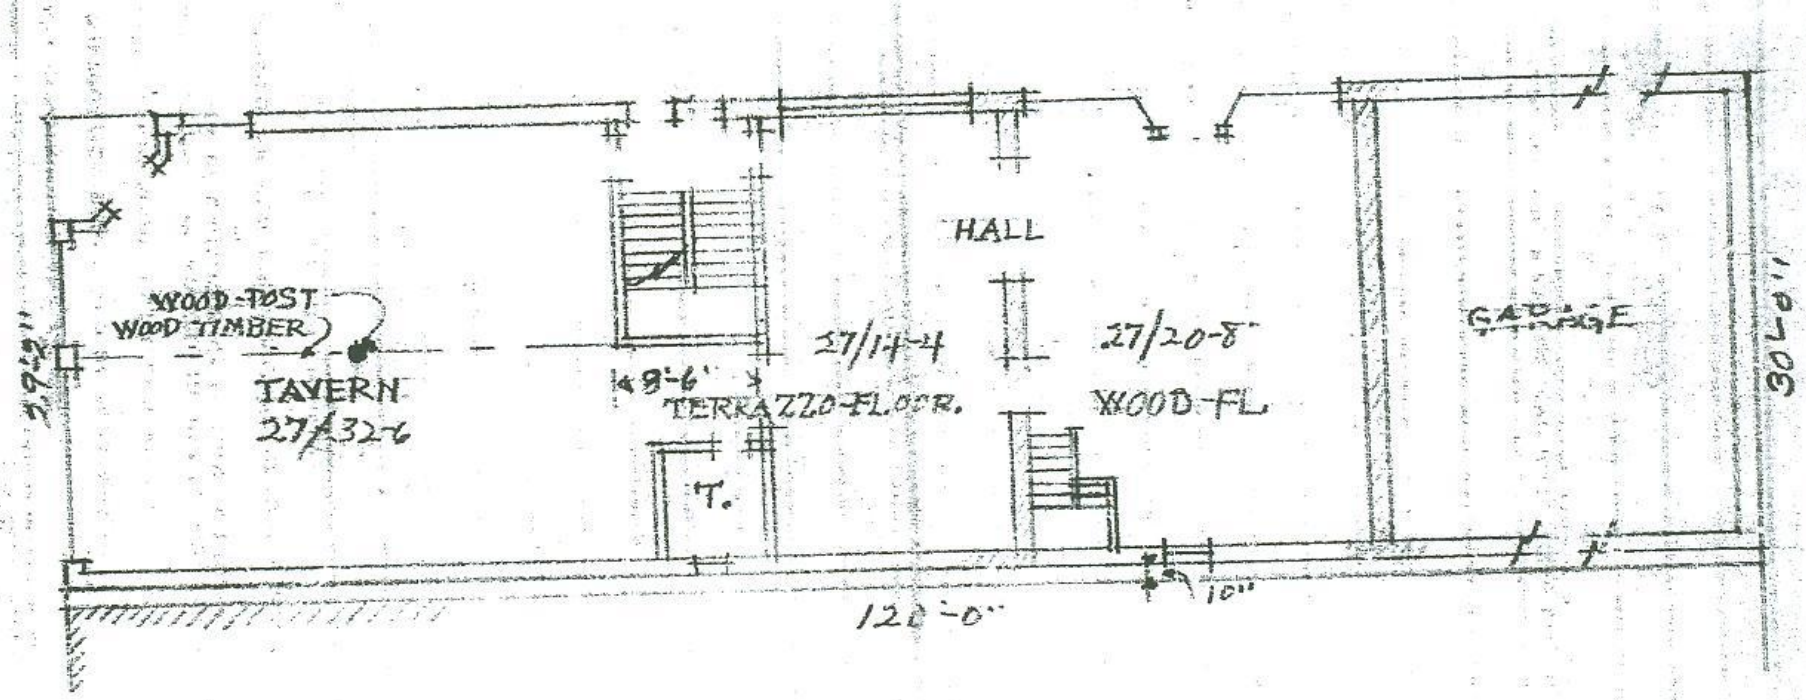 HALL
WOOD-POST
WOOD TIMBER
TAVERN
27/32-6
8'-6"
27/14-4
TERRAZZO-FLOOR.
27/20-8
WOOD-FL
GARAGE
30'-0"
T.
10"
120'-0"